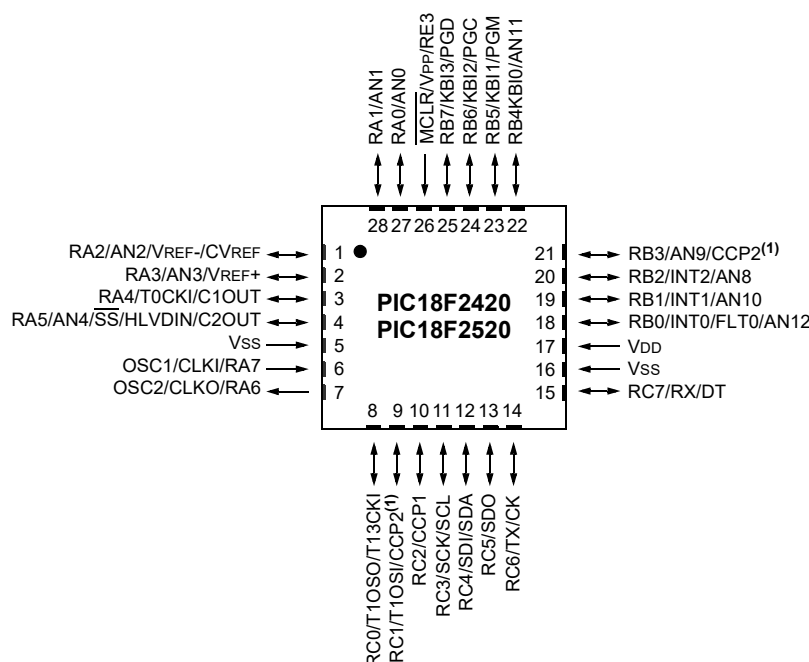 RA1/AN1
RA0/AN0
MCLR/VPP/RE3
RB7/KBI3/PGD
RB6/KBI2/PGC
RB5/KBI1/PGM
RB4KBI0/AN11
28 27 26 25 24 23 22
RA2/AN2/VREF-/CVREF
RA3/AN3/VREF+
RA4/T0CKI/C1OUT
RA5/AN4/SS/HLVDIN/C2OUT
VSS
OSC1/CLKI/RA7
OSC2/CLKO/RA6
1
2
3
4
5
6
7
PIC18F2420
PIC18F2520
21
20
19
18
17
16
15
RB3/AN9/CCP2(1)
RB2/INT2/AN8
RB1/INT1/AN10
RB0/INT0/FLT0/AN12
VDD
VSS
RC7/RX/DT
8 9 10 11 12 13 14
RC0/T1OSO/T13CKI
RC1/T1OSI/CCP2(1)
RC2/CCP1
RC3/SCK/SCL
RC4/SDI/SDA
RC5/SDO
RC6/TX/CK